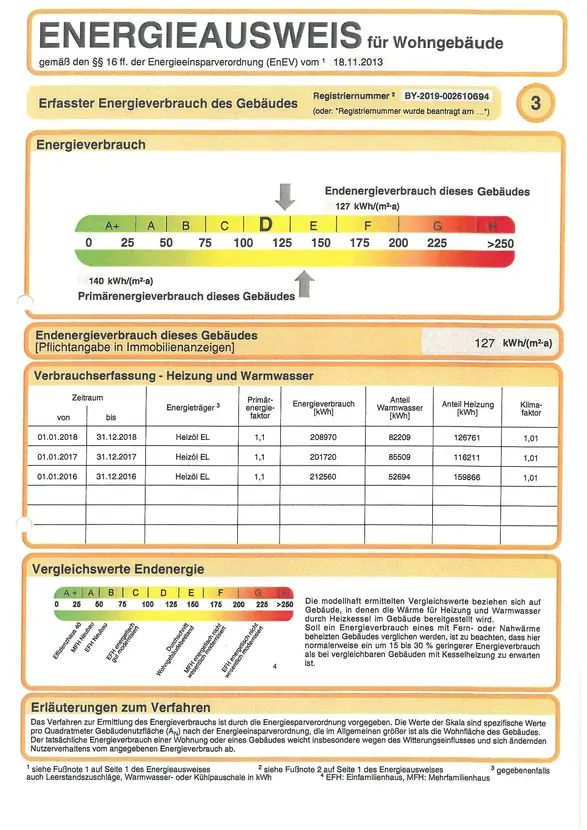 ENERGIEAUSWEIS für Wohngebäude
gemäß den §§ 16 ff. der Energieeinsparverordnung (EnEV) vom ¹ 18.11.2013
Erfasster Energieverbrauch des Gebäudes
Registriernummer ² BY-2019-002610694
(oder: "Registriernummer wurde beantragt am ...")
3
Energieverbrauch
Endenergieverbrauch dieses Gebäudes
127 kWh/(m²·a)
A+ A B C D E F G H
0 25 50 75 100 125 150 175 200 225 >250
140 kWh/(m²·a)
Primärenergieverbrauch dieses Gebäudes
Endenergieverbrauch dieses Gebäudes
[Pflichtangabe in Immobilienanzeigen]
127 kWh/(m²·a)
Verbrauchserfassung - Heizung und Warmwasser
Zeitraum
von bis
Energieträger ³
Primär-
energie-
faktor
Energieverbrauch
[kWh]
Anteil
Warmwasser
[kWh]
Anteil Heizung
[kWh]
Klima-
faktor
01.01.2018 31.12.2018 Heizöl EL 1,1 208970 82209 126761 1,01
01.01.2017 31.12.2017 Heizöl EL 1,1 201720 85509 116211 1,01
01.01.2016 31.12.2016 Heizöl EL 1,1 212560 52694 159866 1,01
Vergleichswerte Endenergie
A+ A B C D E F G H
0 25 50 75 100 125 150 175 200 225 >250
Effizienzhaus 40
MFH Neubau
EFH Neubau
EFH energetisch
gut modernisiert
Durchschnitt
Wohngebäudebestand
MFH energetisch nicht
wesentlich modernisiert
EFH energetisch nicht
wesentlich modernisiert
4
Die modellhaft ermittelten Vergleichswerte beziehen sich auf
Gebäude, in denen die Wärme für Heizung und Warmwasser
durch Heizkessel im Gebäude bereitgestellt wird.
Soll ein Energieverbrauch eines mit Fern- oder Nahwärme
beheizten Gebäudes verglichen werden, ist zu beachten, dass hier
normalerweise ein um 15 bis 30 % geringerer Energieverbrauch
als bei vergleichbaren Gebäuden mit Kesselheizung zu erwarten
ist.
Erläuterungen zum Verfahren
Das Verfahren zur Ermittlung des Energieverbrauchs ist durch die Energiesparverordnung vorgegeben. Die Werte der Skala sind spezifische Werte
pro Quadratmeter Gebäudenutzfläche (A_N) nach der Energieeinsparverordnung, die im Allgemeinen größer ist als die Wohnfläche des Gebäudes.
Der tatsächliche Energieverbrauch einer Wohnung oder eines Gebäudes weicht insbesondere wegen des Witterungseinflusses und sich ändernden
Nutzerverhaltens vom angegebenen Energieverbrauch ab.
¹ siehe Fußnote 1 auf Seite 1 des Energieausweises ² siehe Fußnote 2 auf Seite 1 des Energieausweises ³ gegebenenfalls
auch Leerstandszuschläge, Warmwasser- oder Kühlpauschale in kWh ⁴ EFH: Einfamilienhaus, MFH: Mehrfamilienhaus